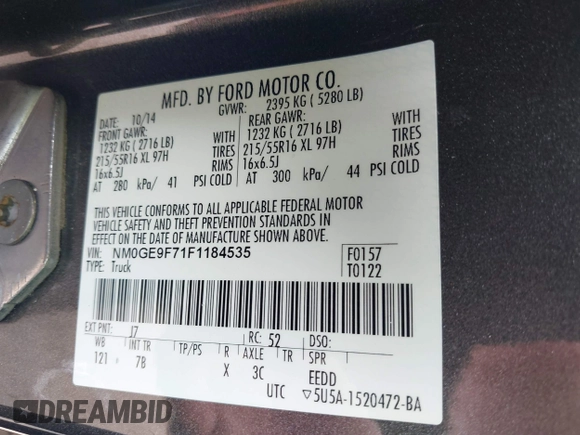 MFD. BY FORD MOTOR CO.
DATE: 10/14 GVWR: 2395 KG ( 5280 LB)
FRONT GAWR: REAR GAWR:
1232 KG ( 2716 LB) WITH 1232 KG ( 2716 LB) WITH
215/55R16 XL 97H TIRES 215/55R16 XL 97H TIRES
16x6.5J RIMS 16x6.5J RIMS
AT 280 kPa/ 41 PSI COLD AT 300 kPa/ 44 PSI COLD
THIS VEHICLE CONFORMS TO ALL APPLICABLE FEDERAL MOTOR
VEHICLE SAFETY AND THEFT PREVENTION STANDARDS IN
EFFECT ON THE DATE OF MANUFACTURE SHOWN ABOVE.
VIN: NM0GE9F71F1184535 F0157
TYPE: Truck T0122
EXT PNT: J7 RC: 52 DSO:
WB INT TR TP/PS R AXLE TR SPR
121 7B X 3C EEDD
UTC ▽5U5A-1520472-BA
DREAMBID